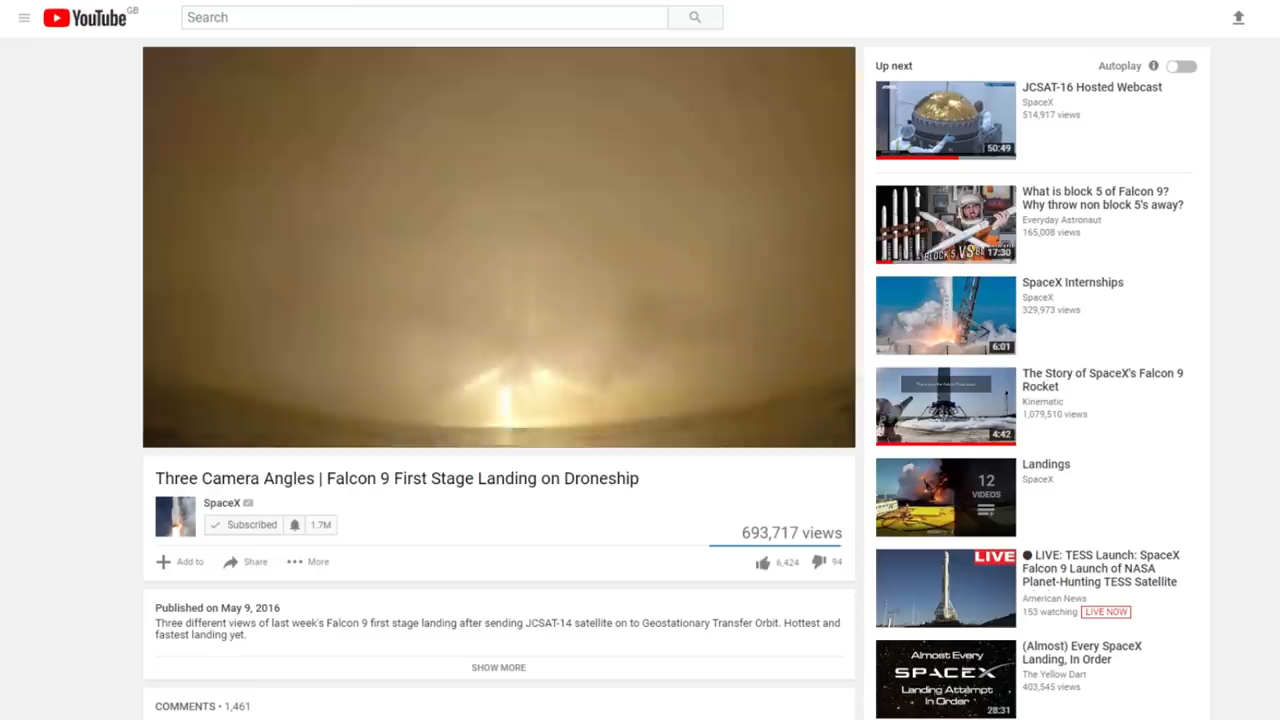 YouTube GB
Search
Up next
Autoplay
50:49
JCSAT-16 Hosted Webcast
SpaceX
514,917 views
17:30
What is block 5 of Falcon 9?
Why throw non block 5's away?
Everyday Astronaut
165,008 views
6:01
SpaceX Internships
SpaceX
329,973 views
4:42
The Story of SpaceX's Falcon 9
Rocket
Kinematic
1,079,510 views
12
VIDEOS
Landings
SpaceX
LIVE
LIVE: TESS Launch: SpaceX
Falcon 9 Launch of NASA
Planet-Hunting TESS Satellite
American News
153 watching LIVE NOW
Almost Every
SPACEX
Landing Attempt
In Order
28:31
(Almost) Every SpaceX
Landing, In Order
The Yellow Dart
403,545 views
Three Camera Angles | Falcon 9 First Stage Landing on Droneship
SpaceX
Subscribed 1.7M
693,717 views
Add to Share More 6,424 94
Published on May 9, 2016
Three different views of last week's Falcon 9 first stage landing after sending JCSAT-14 satellite on to Geostationary Transfer Orbit. Hottest and
fastest landing yet.
SHOW MORE
COMMENTS • 1,461